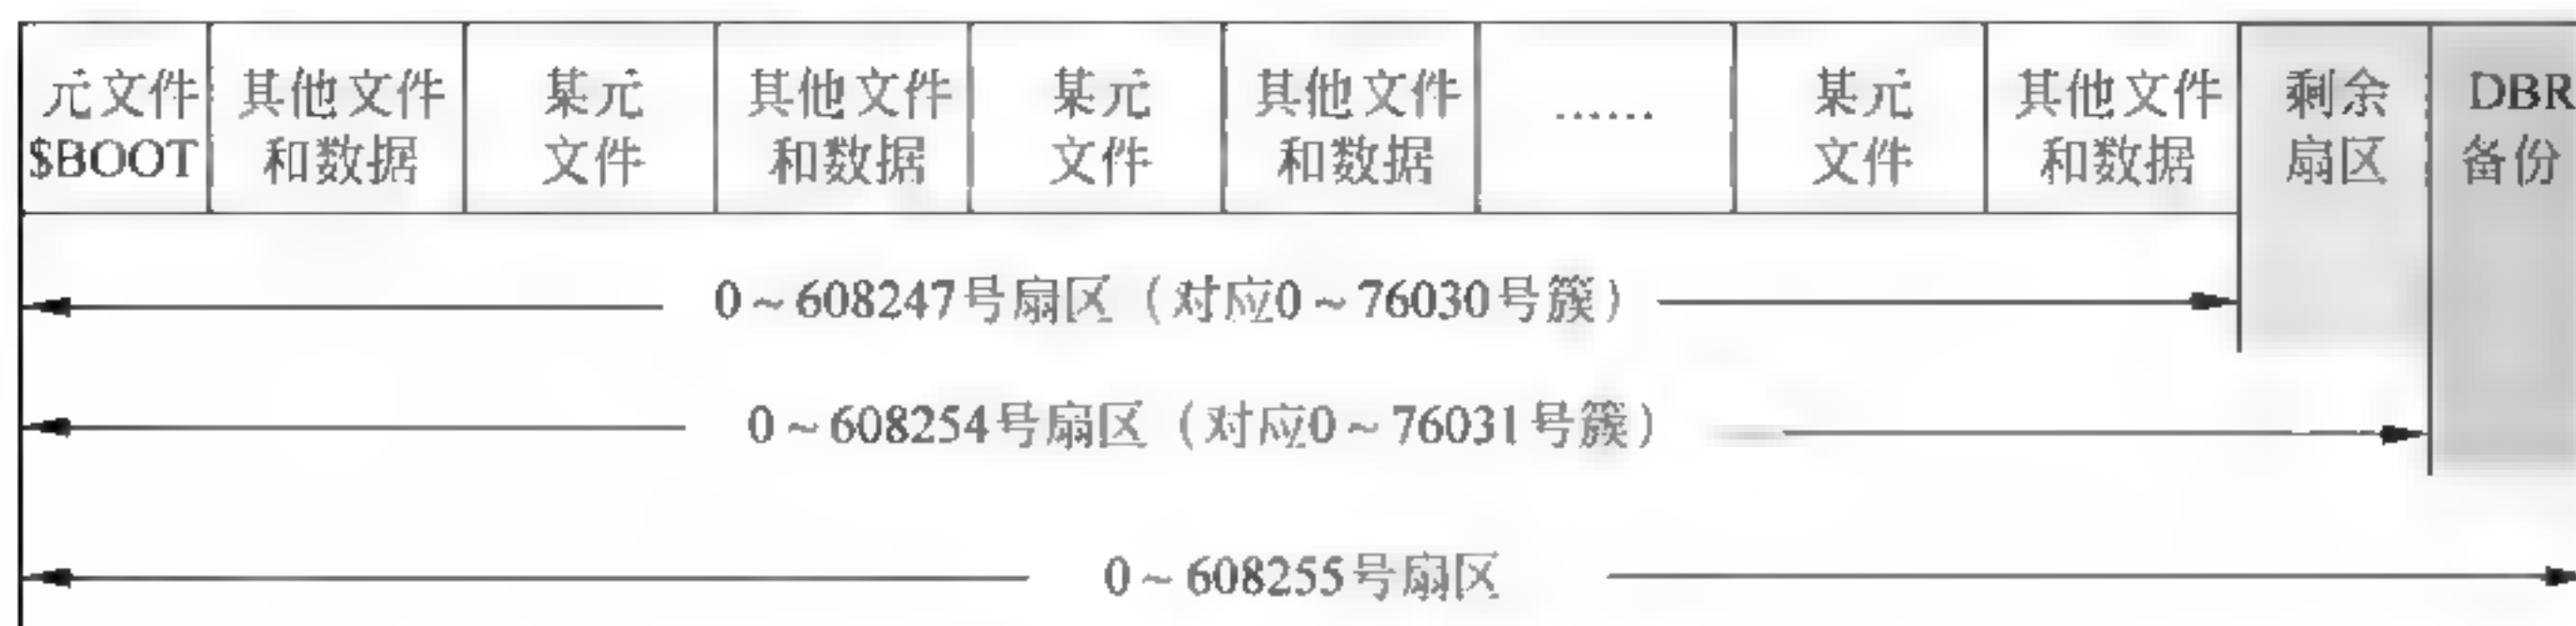 元文件
$BOOT
其他文件
和数据
某元
文件
其他文件
和数据
某元
文件
其他文件
和数据
……
某元
文件
其他文件
和数据
剩余
扇区
DBR
备份
0~608247号扇区（对应0~76030号簇）
0~608254号扇区（对应0~76031号簇）
0~608255号扇区